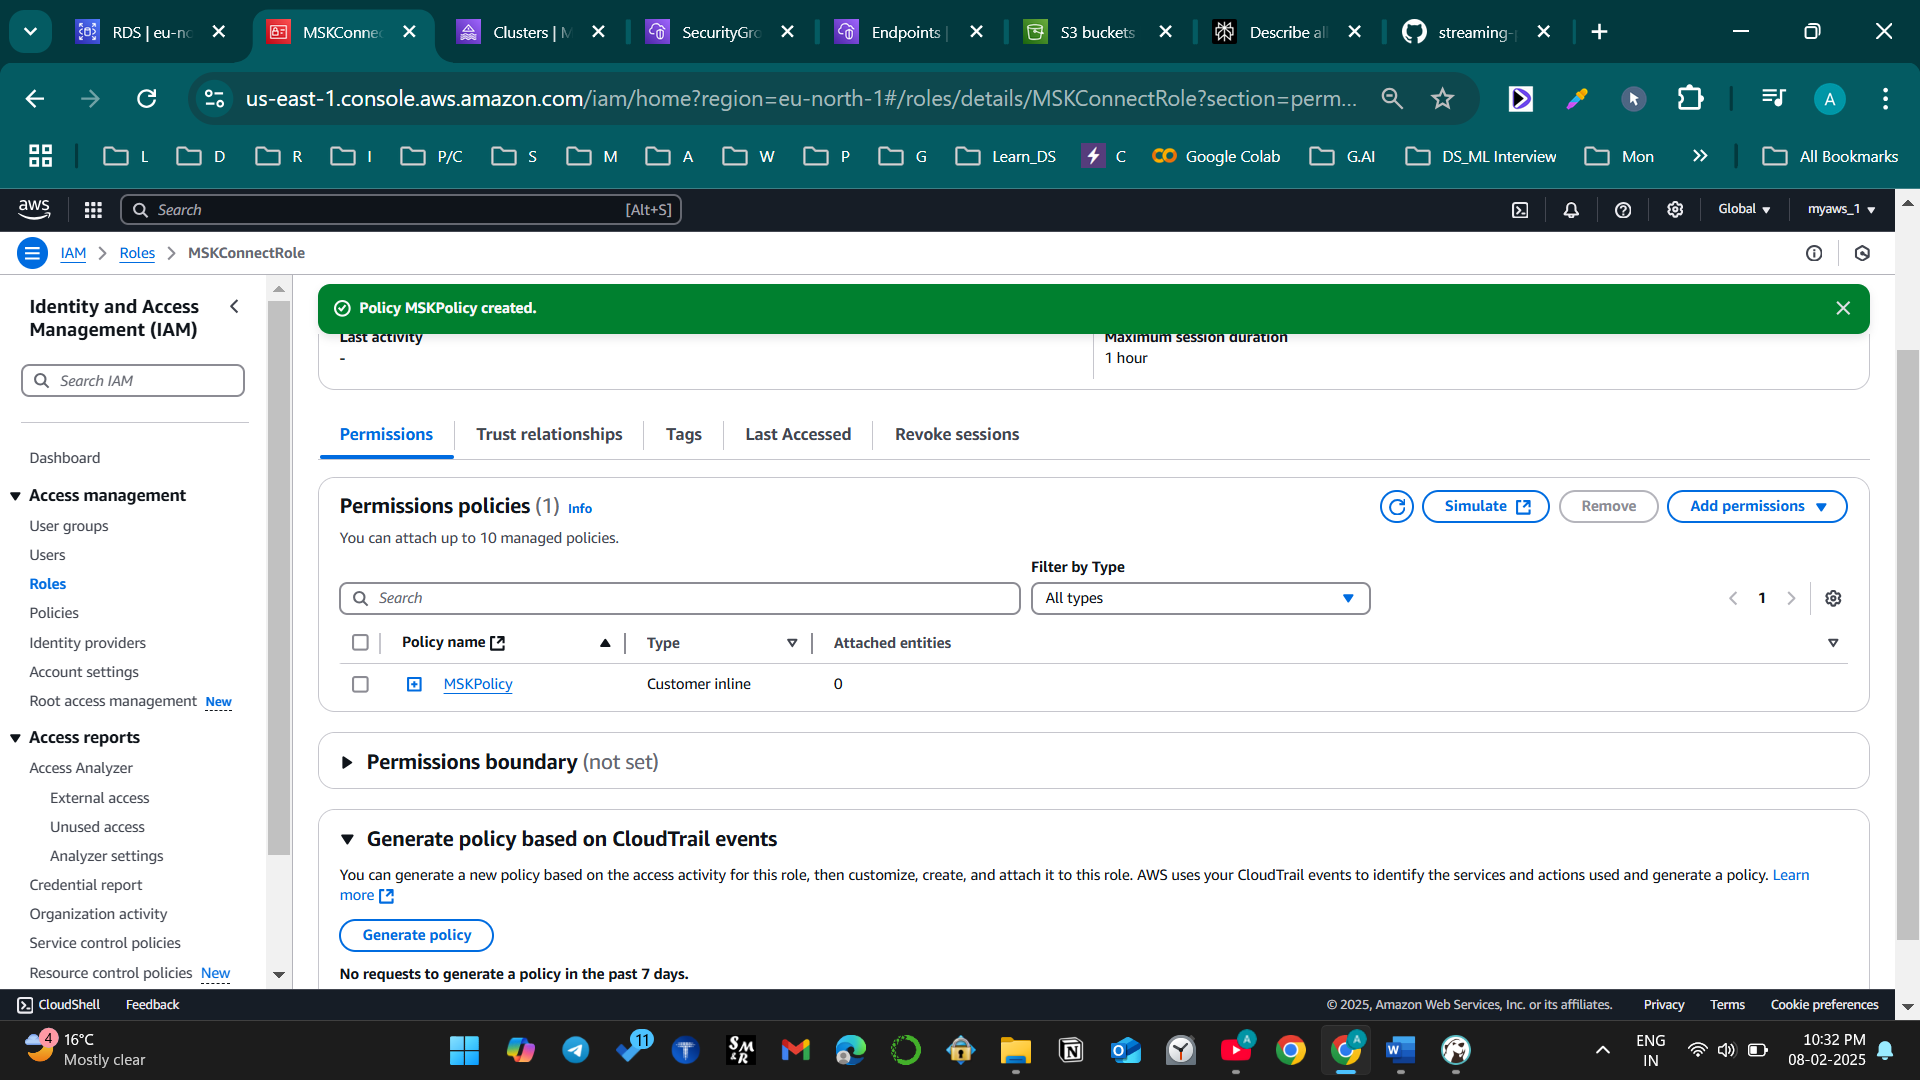 RDS | eu-no
MSKConnec
Clusters | M
SecurityGro
Endpoints |
S3 buckets
Describe all
streaming-p
us-east-1.console.aws.amazon.com/iam/home?region=eu-north-1#/roles/details/MSKConnectRole?section=perm...
A
L
D
R
I
P/C
S
M
A
W
P
G
Learn_DS
C
Google Colab
G.AI
DS_ML Interview
Mon
All Bookmarks
aws
Search
[Alt+S]
Global
myaws_1
IAM
Roles
MSKConnectRole
Identity and Access
Management (IAM)
Search IAM
Dashboard
Access management
User groups
Users
Roles
Policies
Identity providers
Account settings
Root access management New
Access reports
Access Analyzer
External access
Unused access
Analyzer settings
Credential report
Organization activity
Service control policies
Resource control policies New
Policy MSKPolicy created.
Last activity
-
Maximum session duration
1 hour
Permissions
Trust relationships
Tags
Last Accessed
Revoke sessions
Permissions policies (1) Info
Simulate
Remove
Add permissions
You can attach up to 10 managed policies.
Filter by Type
Search
All types
1
Policy name
Type
Attached entities
MSKPolicy
Customer inline
0
Permissions boundary (not set)
Generate policy based on CloudTrail events
You can generate a new policy based on the access activity for this role, then customize, create, and attach it to this role. AWS uses your CloudTrail events to identify the services and actions used and generate a policy. Learn
more
Generate policy
No requests to generate a policy in the past 7 days.
CloudShell
Feedback
© 2025, Amazon Web Services, Inc. or its affiliates.
Privacy
Terms
Cookie preferences
4
16°C
Mostly clear
11
SM
&R
A
A
ENG
IN
10:32 PM
08-02-2025